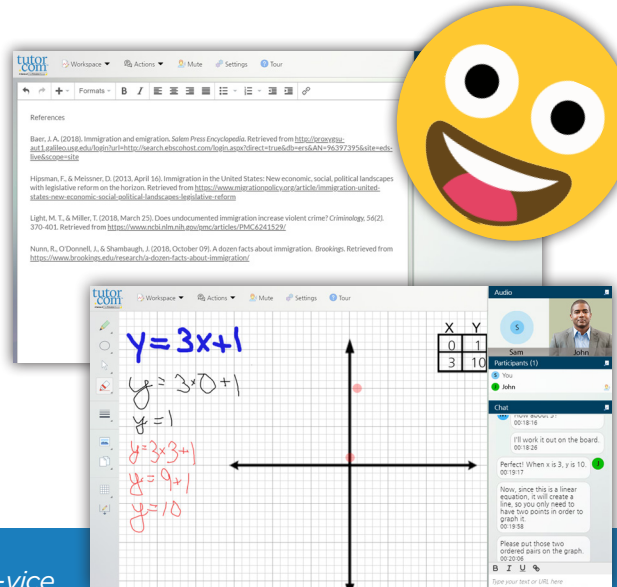 tutor
com
Workspace Actions Mute Settings Tour
Formats B I
References
Baer, J. A. (2018). Immigration and emigration. Salem Press Encyclopedia. Retrieved from http://proxygsu-
aut1.galileo.usg.edu/login?url=http://search.ebscohost.com/login.aspx?direct=true&db=ers&AN=96397395&site=eds-
live&scope=site
Hipsman, F., & Meissner, D. (2013, April 16). Immigration in the United States: New economic, social, political landscapes
with legislative reform on the horizon. Retrieved from https://www.migrationpolicy.org/article/immigration-united-
states-new-economic-social-political-landscapes-legislative-reform
Light, M. T., & Miller, T. (2018, March 25). Does undocumented immigration increase violent crime? Criminology, 56(2).
370-401. Retrieved from https://www.ncbi.nlm.nih.gov/pmc/articles/PMC6241529/
Nunn, R., O'Donnell, J., & Shambaugh, J. (2018, October 09). A dozen facts about immigration. Brookings. Retrieved from
https://www.brookings.edu/research/a-dozen-facts-about-immigration/
tutor
com
Workspace Actions Mute Settings Tour
y=3x+1
y=3×0+1
y=1
y=3×3+1
y=9+1
y=10
X Y
0 1
3 10
Audio
S
Sam John
Participants (1)
S You
J John
Chat
How about 3?
00:18:16
I'll work it out on the board.
00:18:26
Perfect! When x is 3, y is 10. J
00:19:17
Now, since this is a linear
equation, it will create a
line, so you only need to
have two points in order to
graph it.
00:19:58
Please put those two
ordered pairs on the graph.
00:20:06
B I U
Type your text or URL here
-vice